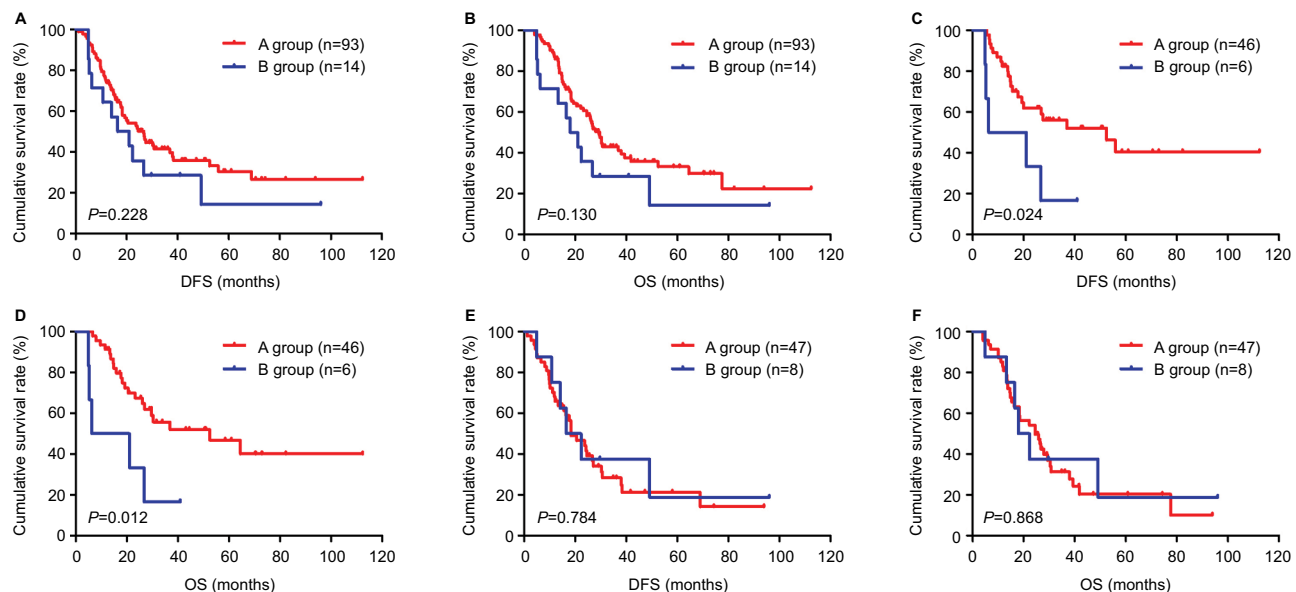 A
Cumulative survival rate (%)
100
80
60
40
20
0
A group (n=93)
B group (n=14)
P=0.228
0 20 40 60 80 100 120
DFS (months)
B
Cumulative survival rate (%)
100
80
60
40
20
0
A group (n=93)
B group (n=14)
P=0.130
0 20 40 60 80 100 120
OS (months)
C
Cumulative survival rate (%)
100
80
60
40
20
0
A group (n=46)
B group (n=6)
P=0.024
0 20 40 60 80 100 120
DFS (months)
D
Cumulative survival rate (%)
100
80
60
40
20
0
A group (n=46)
B group (n=6)
P=0.012
0 20 40 60 80 100 120
OS (months)
E
Cumulative survival rate (%)
100
80
60
40
20
0
A group (n=47)
B group (n=8)
P=0.784
0 20 40 60 80 100 120
DFS (months)
F
Cumulative survival rate (%)
100
80
60
40
20
0
A group (n=47)
B group (n=8)
P=0.868
0 20 40 60 80 100 120
OS (months)